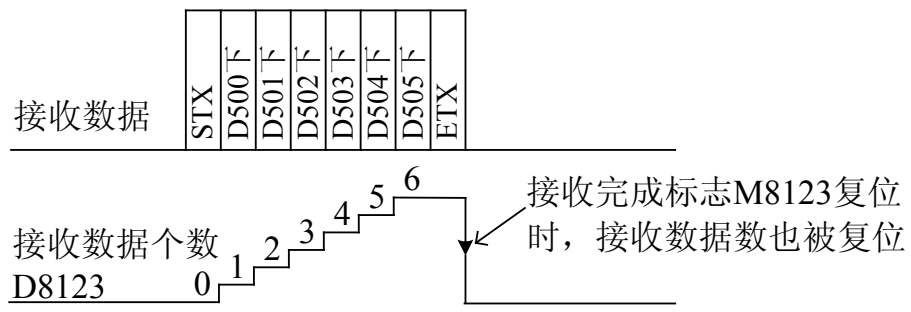 接收数据
STX
D500下
D501下
D502下
D503下
D504下
D505下
ETX
接收数据个数
D8123
0
1
2
3
4
5
6
接收完成标志M8123复位
时，接收数据数也被复位